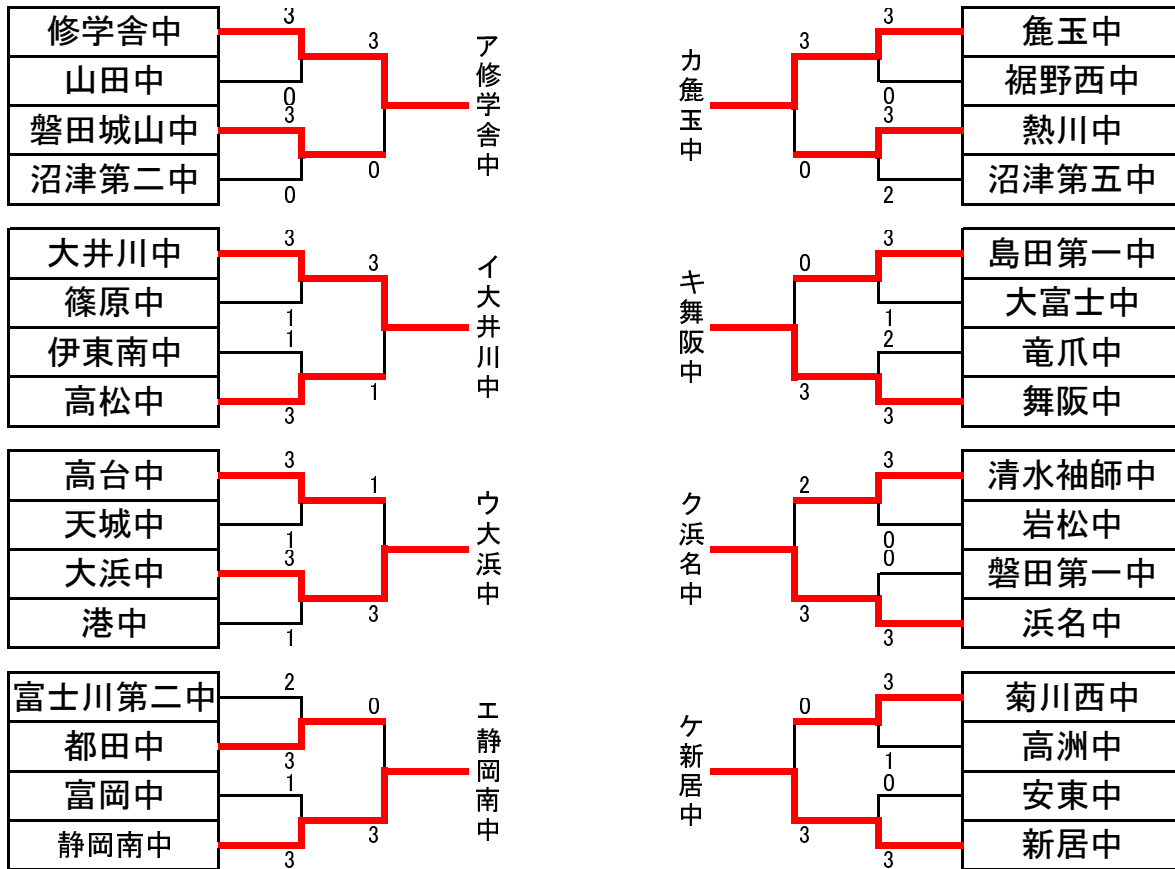 修学舎中
山田中
磐田城山中
沼津第二中
3
0
3
0
3
0
ア修学舎中
大井川中
篠原中
伊東南中
高松中
3
1
1
3
3
1
イ大井川中
高台中
天城中
大浜中
港中
3
1
3
1
1
3
ウ大浜中
富士川第二中
都田中
富岡中
静岡南中
2
3
1
3
0
3
エ静岡南中
カ麁玉中
3
0
3
0
3
2
麁玉中
裾野西中
熱川中
沼津第五中
キ舞阪中
0
3
3
1
2
3
島田第一中
大富士中
竜爪中
舞阪中
ク浜名中
2
3
3
0
0
3
清水袖師中
岩松中
磐田第一中
浜名中
ケ新居中
0
3
3
1
0
3
菊川西中
高洲中
安東中
新居中